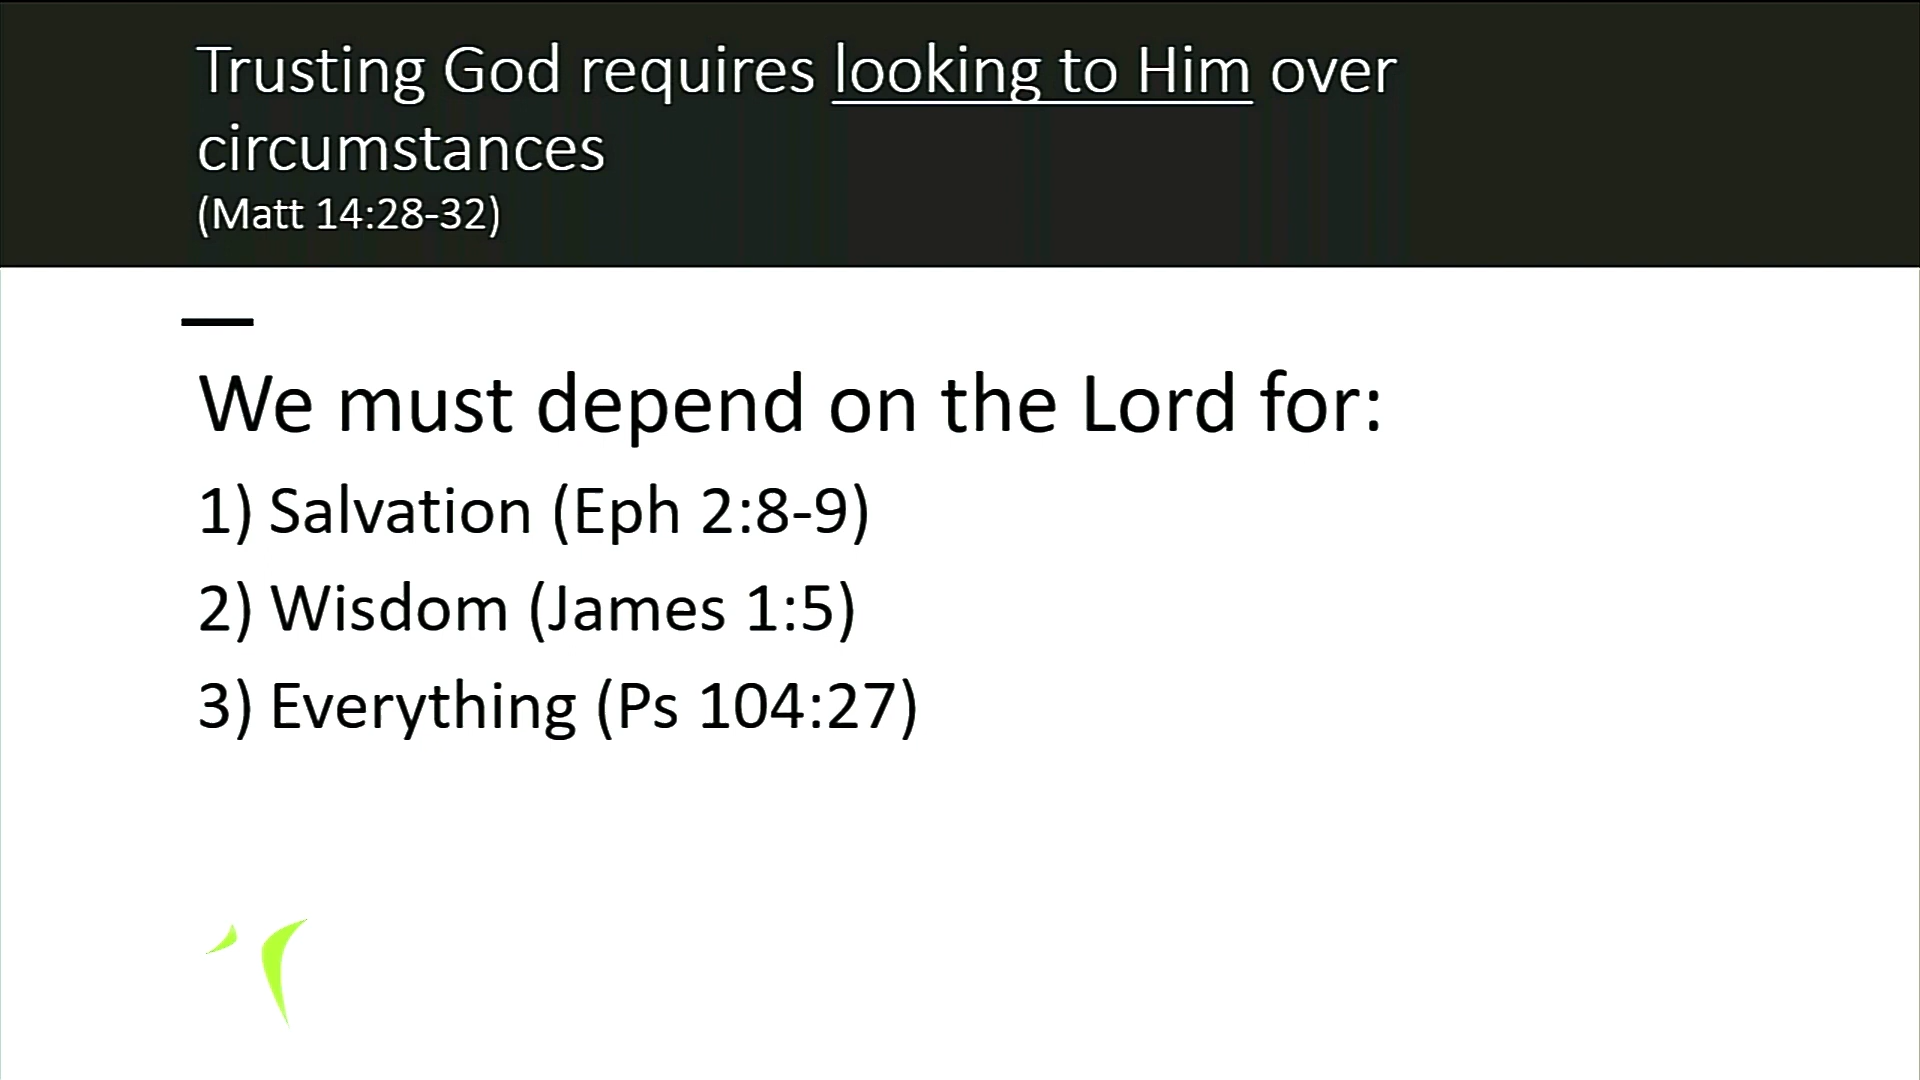 Trusting God requires looking to Him over
circumstances
(Matt 14:28-32)
We must depend on the Lord for:
1) Salvation (Eph 2:8-9)
2) Wisdom (James 1:5)
3) Everything (Ps 104:27)